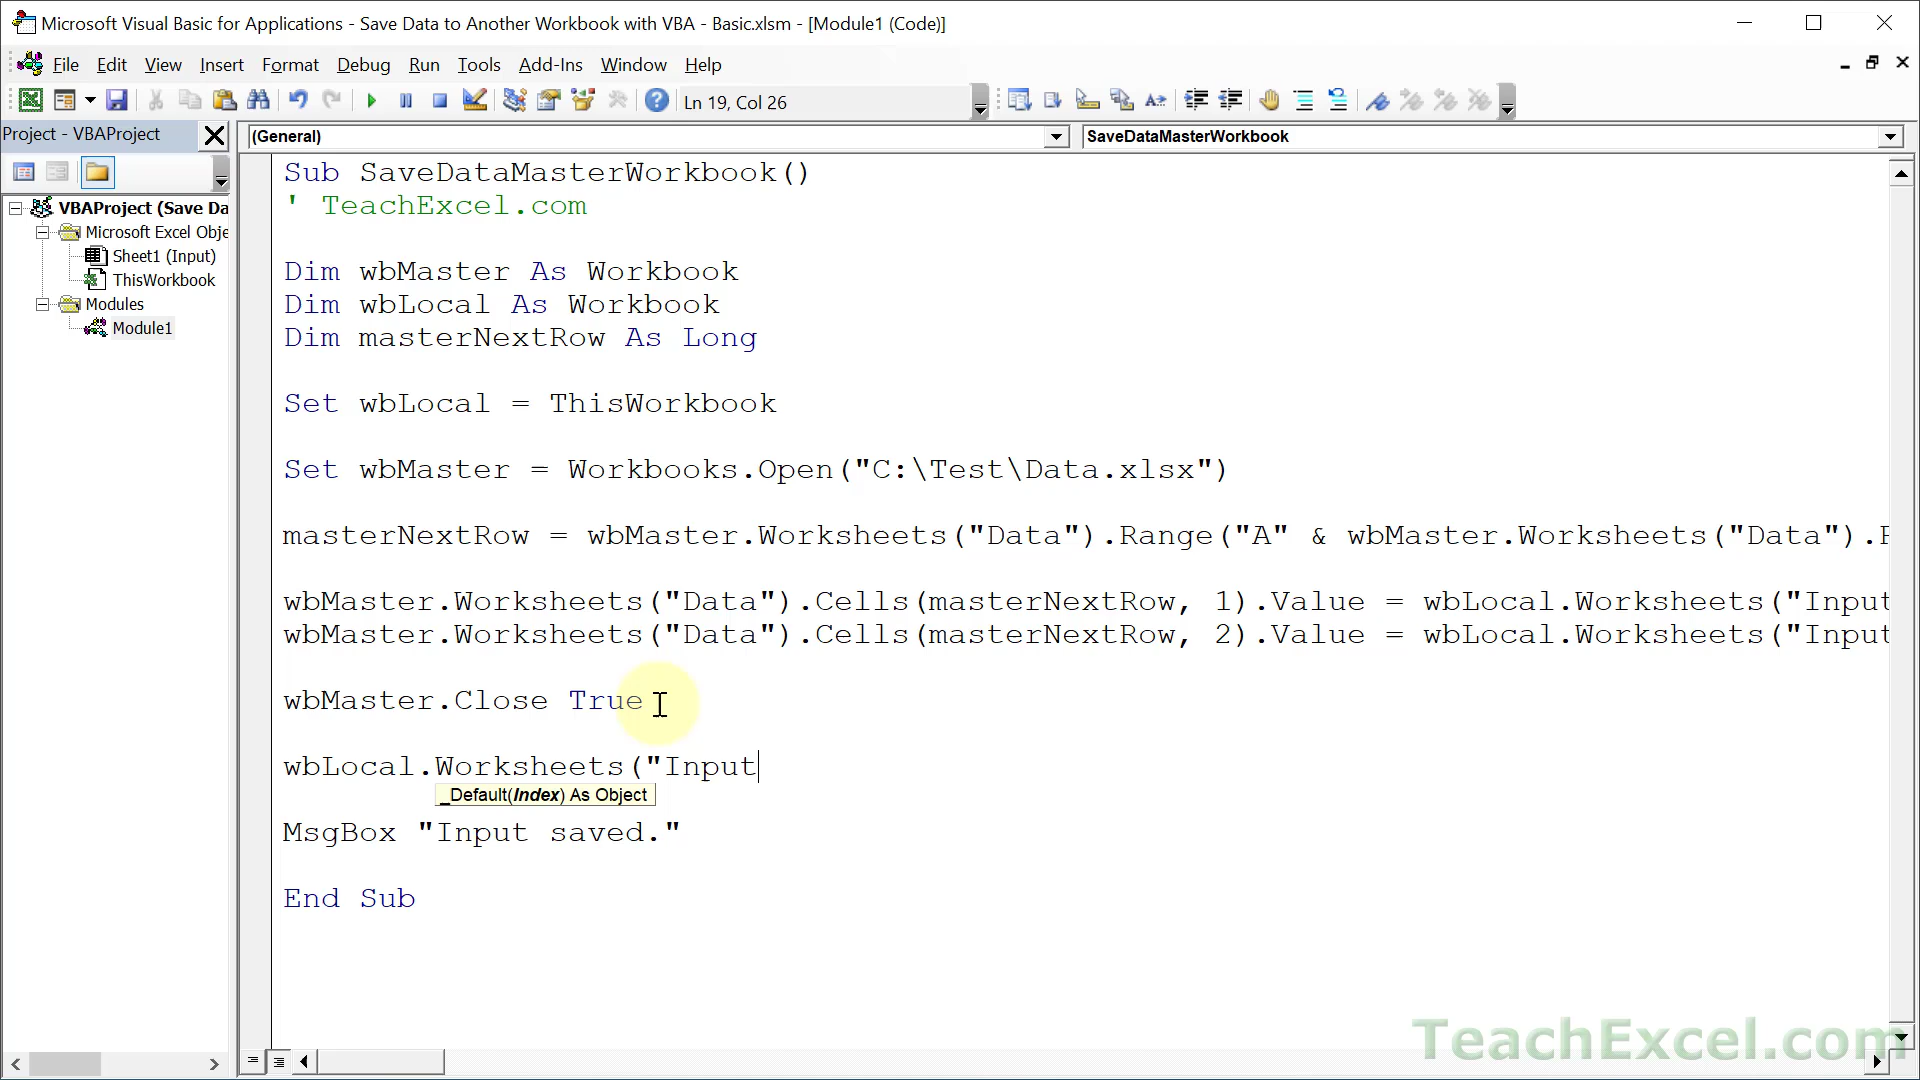 Microsoft Visual Basic for Applications - Save Data to Another Workbook with VBA - Basic.xlsm - [Module1 (Code)]
File Edit View Insert Format Debug Run Tools Add-Ins Window Help
Ln 19, Col 26
Project - VBAProject
(General) SaveDataMasterWorkbook
VBAProject (Save Da
Microsoft Excel Obje
Sheet1 (Input)
ThisWorkbook
Modules
Module1
Sub SaveDataMasterWorkbook()
' TeachExcel.com
Dim wbMaster As Workbook
Dim wbLocal As Workbook
Dim masterNextRow As Long
Set wbLocal = ThisWorkbook
Set wbMaster = Workbooks.Open("C:\Test\Data.xlsx")
masterNextRow = wbMaster.Worksheets("Data").Range("A" & wbMaster.Worksheets("Data").R
wbMaster.Worksheets("Data").Cells(masterNextRow, 1).Value = wbLocal.Worksheets("Input
wbMaster.Worksheets("Data").Cells(masterNextRow, 2).Value = wbLocal.Worksheets("Input
wbMaster.Close True
wbLocal.Worksheets("Input
_Default(Index) As Object
MsgBox "Input saved."
End Sub
TeachExcel.com